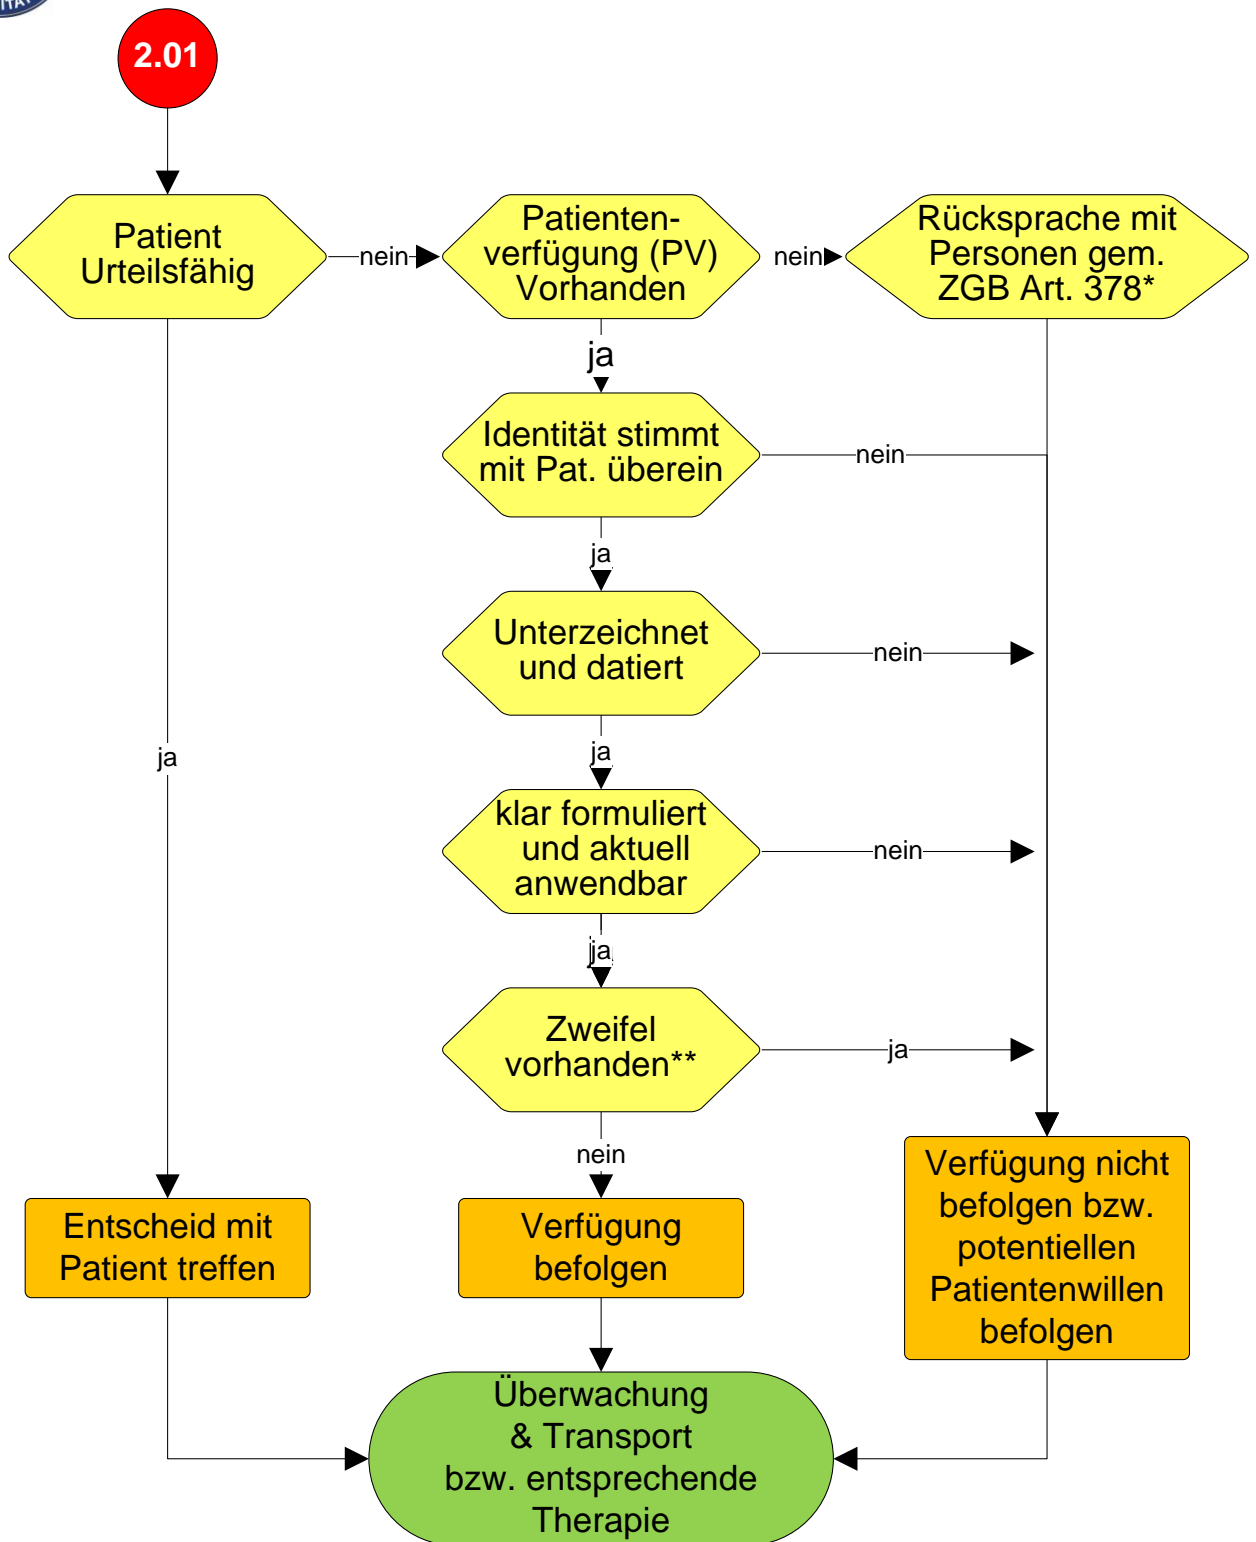 2.01
Patient
Urteilsfähig
nein
Patienten-
verfügung (PV)
Vorhanden
nein
Rücksprache mit
Personen gem.
ZGB Art. 378*
ja
Identität stimmt
mit Pat. überein
nein
ja
Unterzeichnet
und datiert
nein
ja
ja
klar formuliert
und aktuell
anwendbar
nein
ja
Zweifel
vorhanden**
ja
nein
Entscheid mit
Patient treffen
Verfügung
befolgen
Verfügung nicht
befolgen bzw.
potentiellen
Patientenwillen
befolgen
Überwachung
& Transport
bzw. entsprechende
Therapie